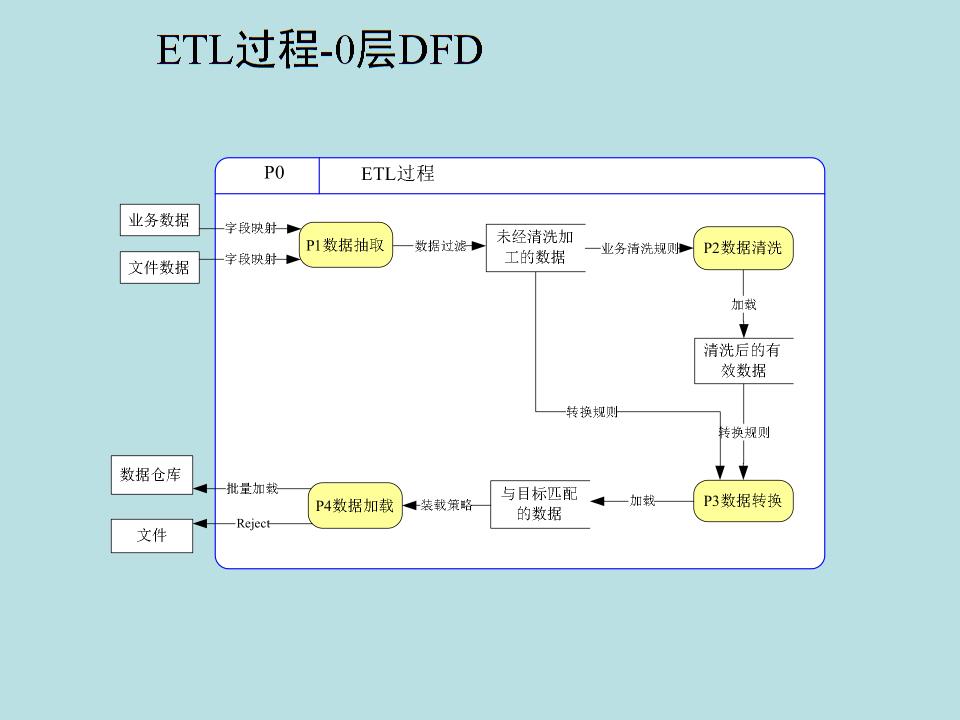 ETL过程-0层DFD
P0
ETL过程
业务数据
字段映射
P1数据抽取
数据过滤
未经清洗加
工的数据
业务清洗规则
P2数据清洗
文件数据
字段映射
加载
清洗后的有
效数据
转换规则
转换规则
数据仓库
批量加载
P4数据加载
装载策略
与目标匹配
的数据
加载
P3数据转换
文件
Reject